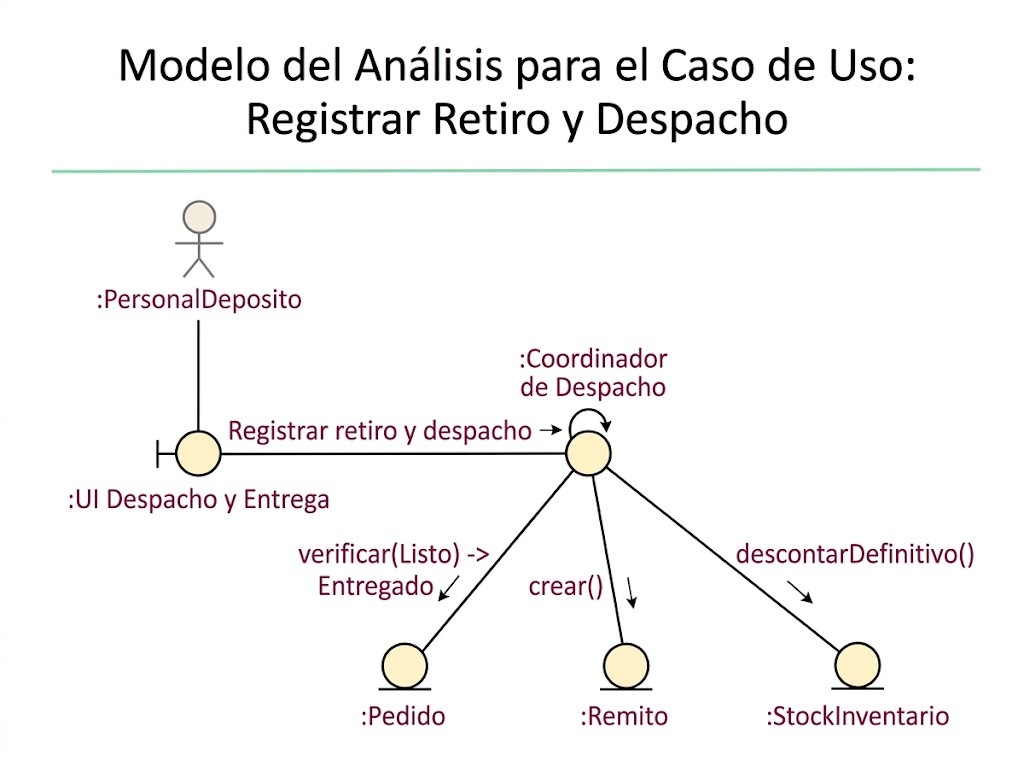 Modelo del Análisis para el Caso de Uso:
Registrar Retiro y Despacho
:PersonalDeposito
:Coordinador
de Despacho
Registrar retiro y despacho
:UI Despacho y Entrega
verificar(Listo) ->
Entregado
crear()
descontarDefinitivo()
:Pedido
:Remito
:StockInventario